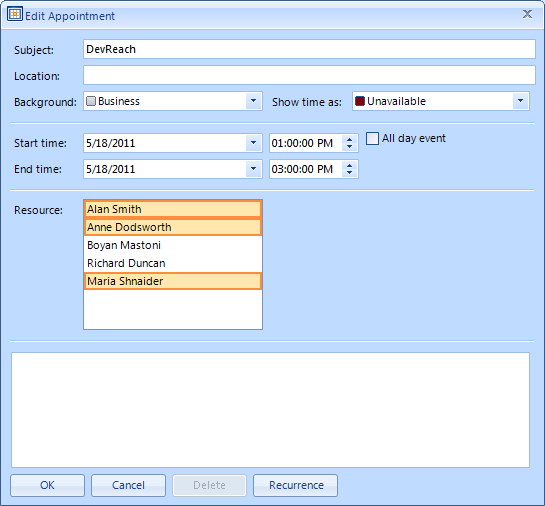 Edit Appointment
Subject: DevReach
Location:
Background: Business Show time as: Unavailable
Start time: 5/18/2011 01:00:00 PM All day event
End time: 5/18/2011 03:00:00 PM
Resource: Alan Smith
Anne Dodsworth
Boyan Mastoni
Richard Duncan
Maria Shnaider
OK Cancel Delete Recurrence